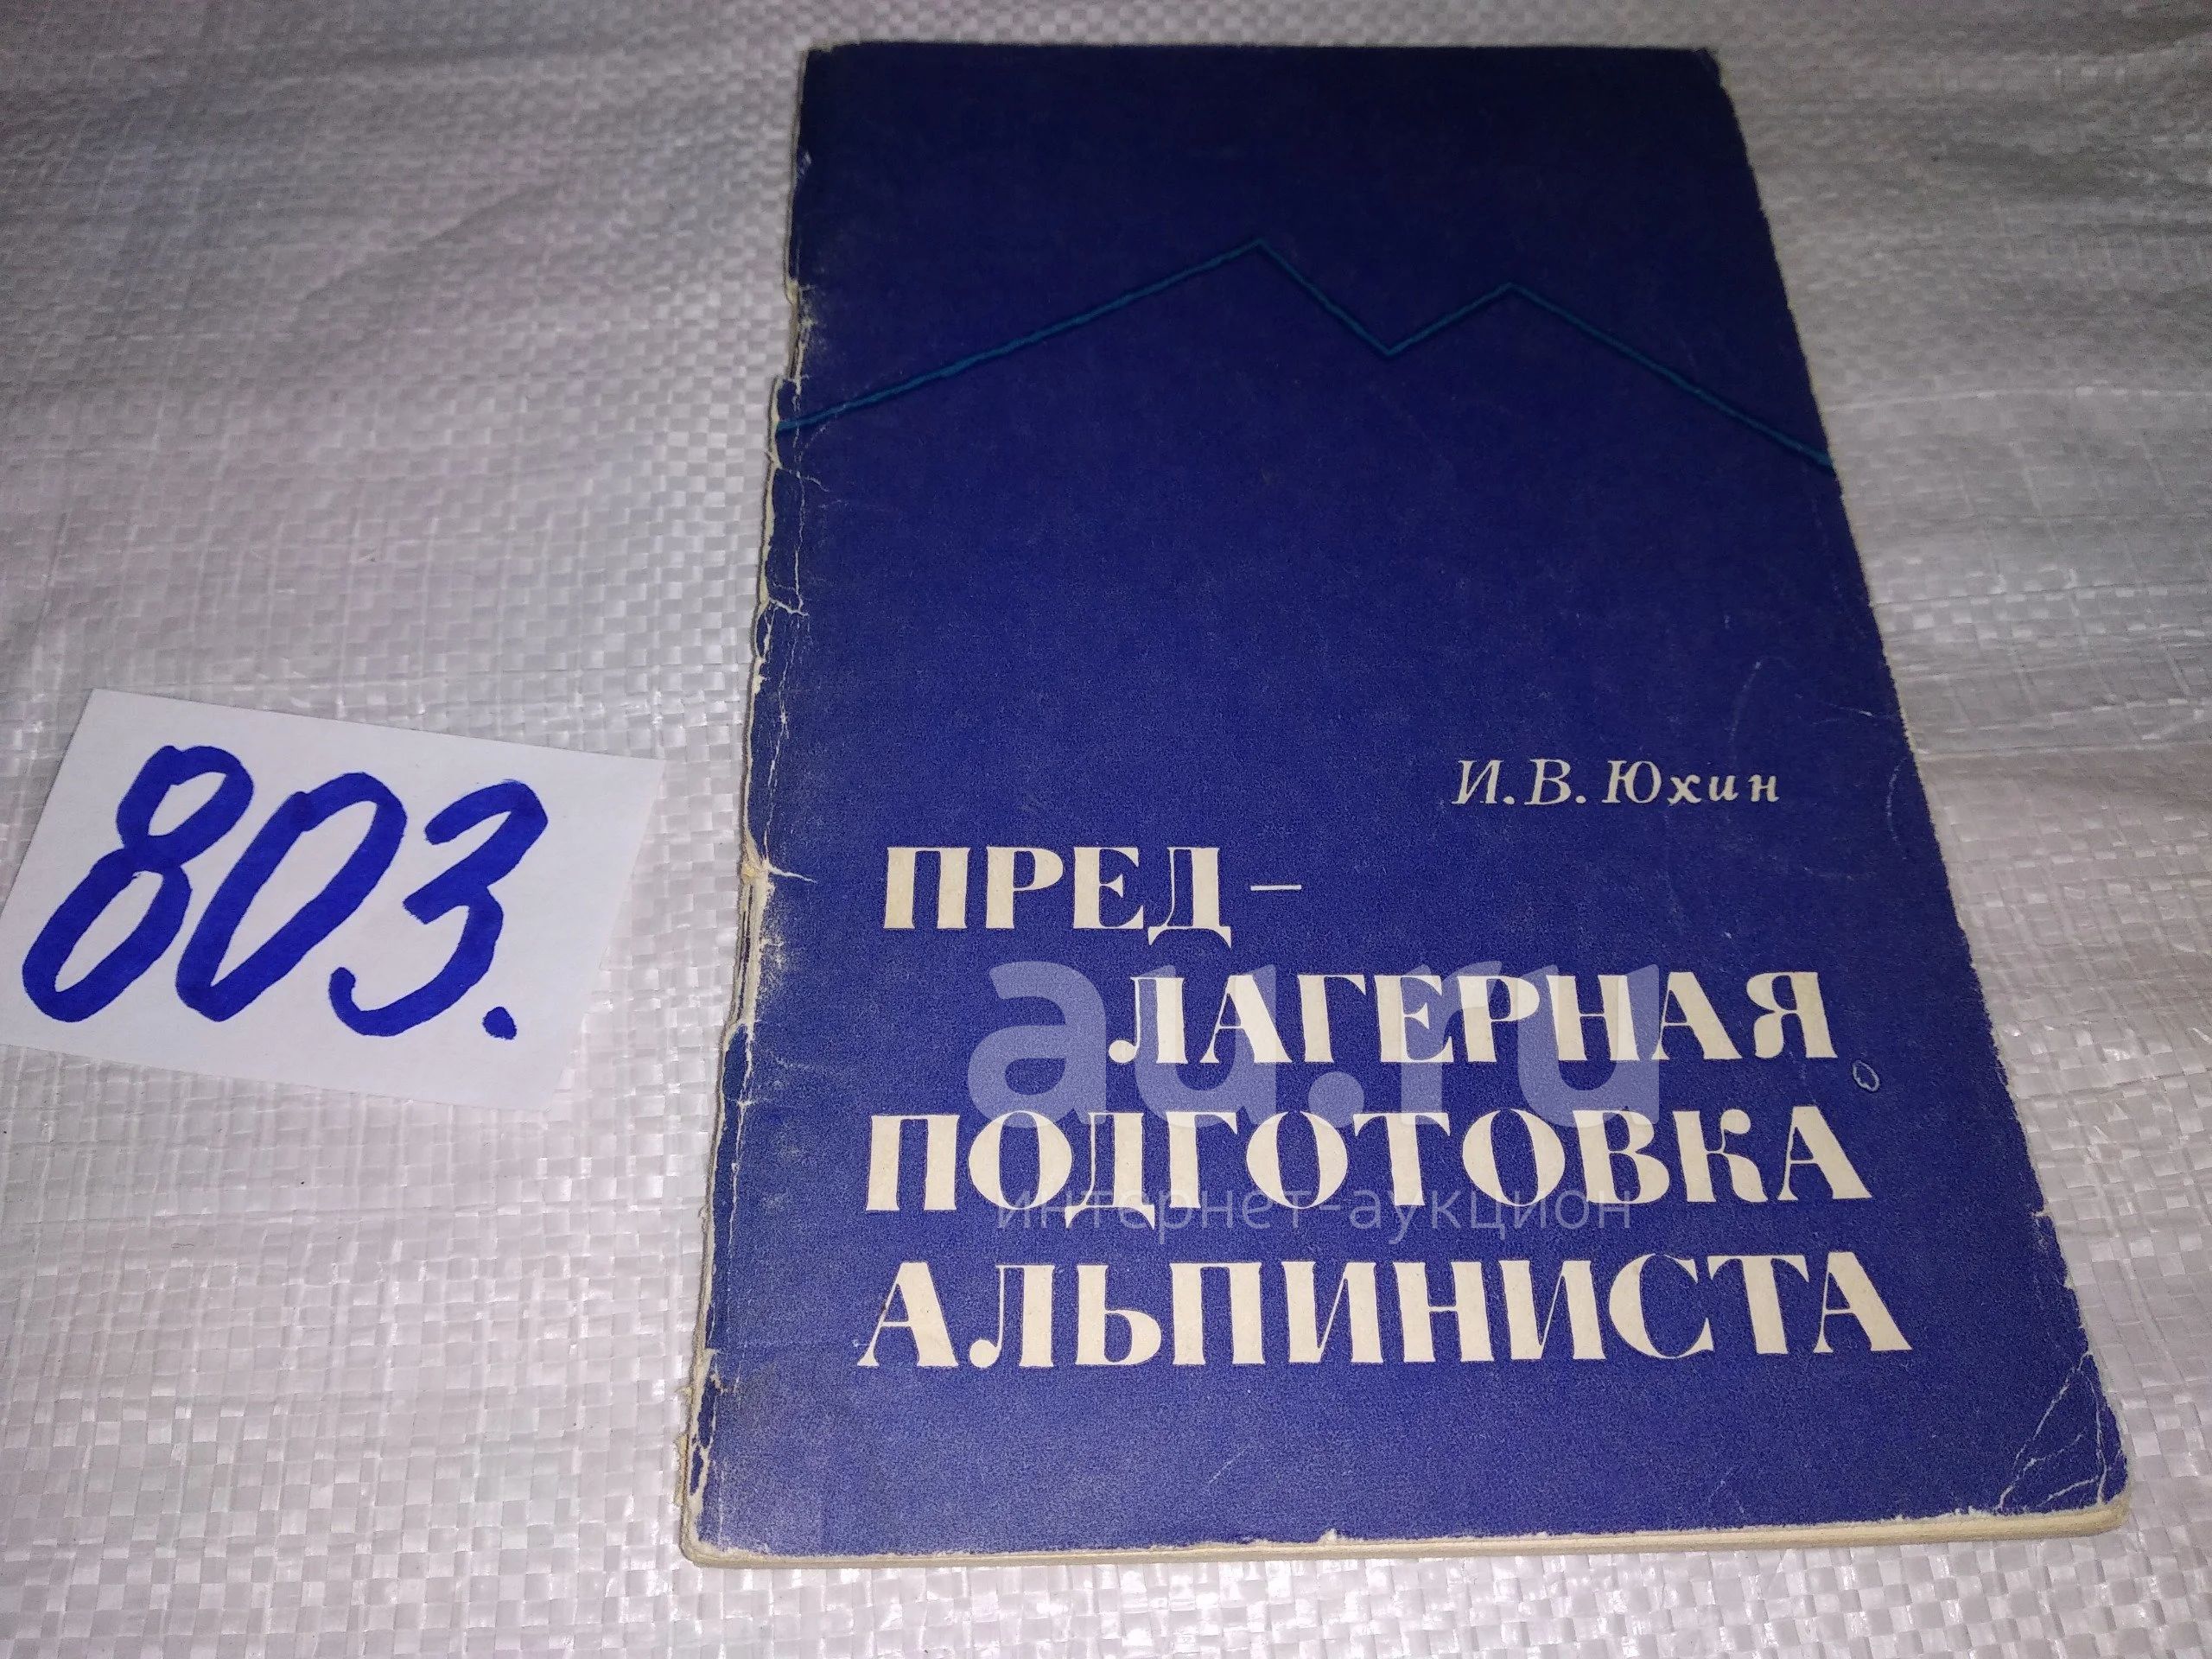 803.
И.В. Юхин
ПРЕД–
ЛАГЕРНАЯ
ПОДГОТОВКА
АЛЬПИНИСТА
au.ru
интернет-аукцион